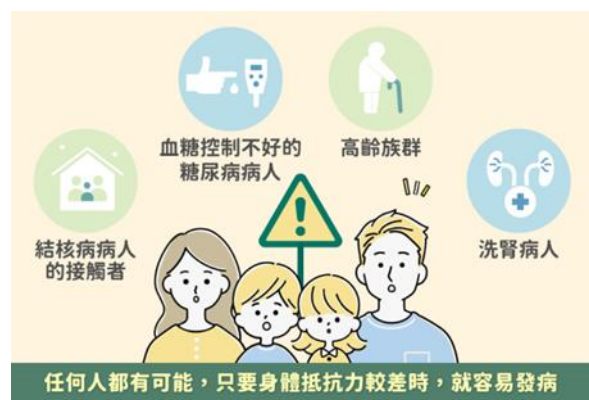 血糖控制不好的
糖尿病病人
高齡族群
結核病病人
的接觸者
洗腎病人
任何人都有可能，只要身體抵抗力較差時，就容易發病